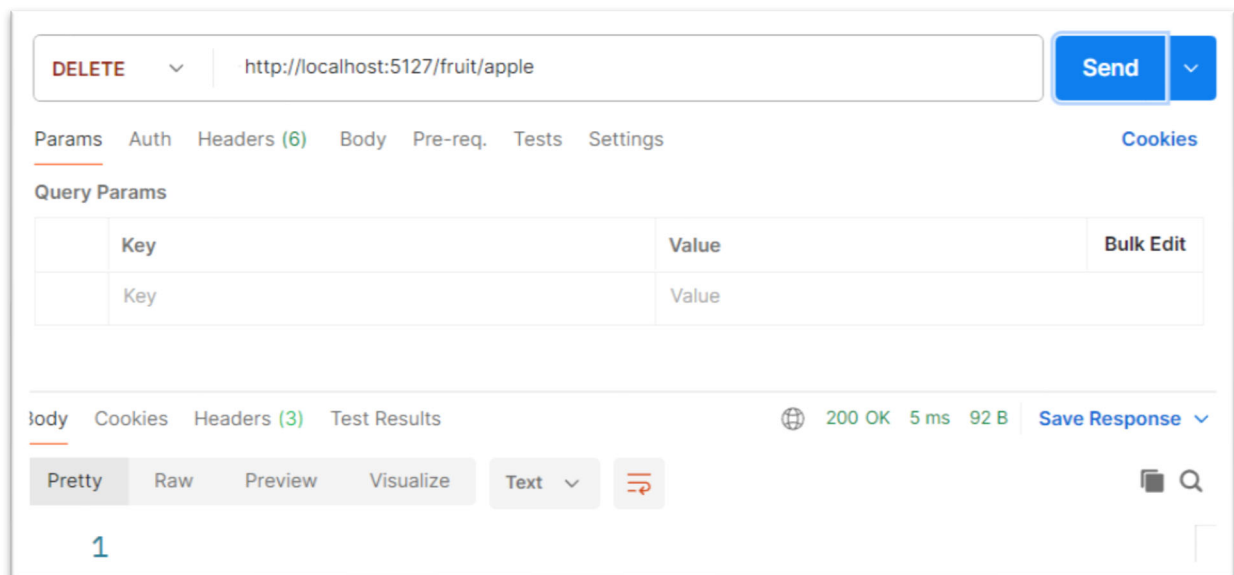 DELETE http://localhost:5127/fruit/apple Send
Params Auth Headers (6) Body Pre-req. Tests Settings Cookies
Query Params
Key Value Bulk Edit
Key Value
Body Cookies Headers (3) Test Results 200 OK 5 ms 92 B Save Response
Pretty Raw Preview Visualize Text
1